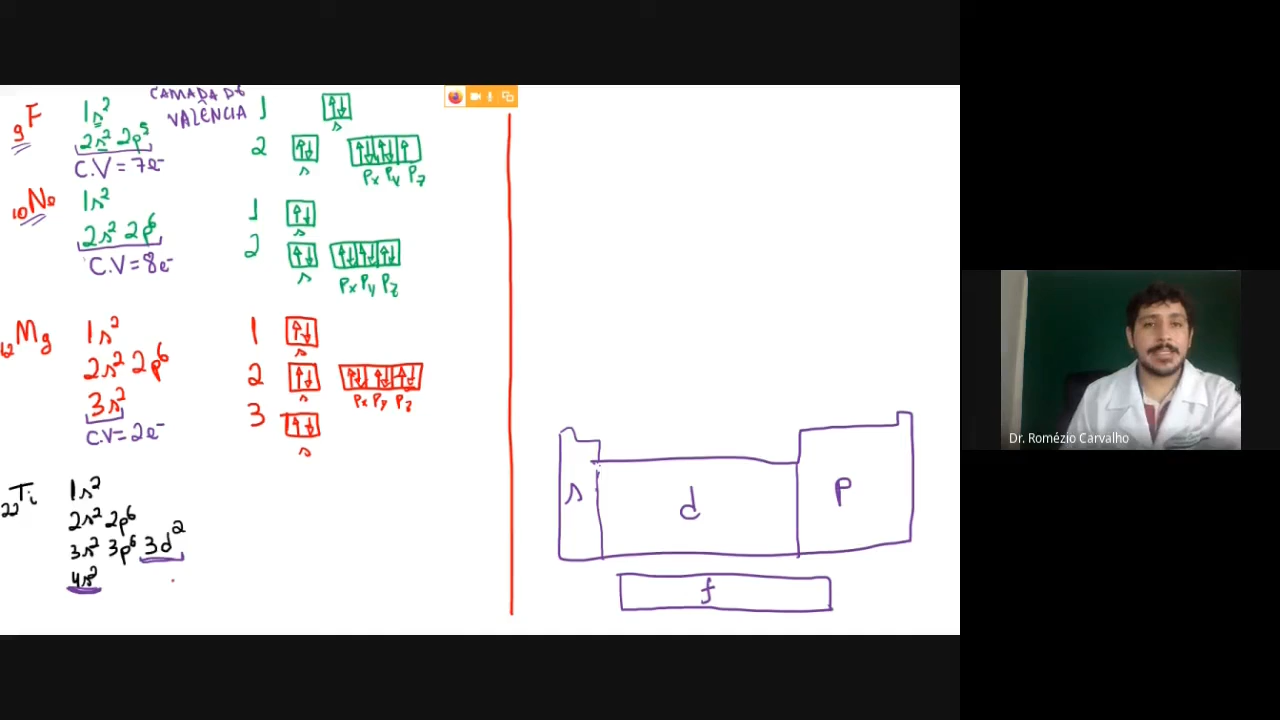 CAMADA DE
VALÊNCIA
₉F 1s² 1 ↑↓
s
2s² 2p⁵ 2 ↑↓ ↑↓ ↑↓ ↑
s Px Py Pz
C.V = 7e⁻
₁₀Ne 1s² 1 ↑↓
s
2s² 2p⁶ 2 ↑↓ ↑↓ ↑↓ ↑↓
s Px Py Pz
C.V = 8e⁻
₁₂Mg 1s² 1 ↑↓
s
2s² 2p⁶ 2 ↑↓ ↑↓ ↑↓ ↑↓
s Px Py Pz
3s² 3 ↑↓
s
C.V = 2e⁻
₂₂Ti 1s²
2s² 2p⁶
3s² 3p⁶ 3d²
4s²
s d p
f
Dr. Romézio Carvalho